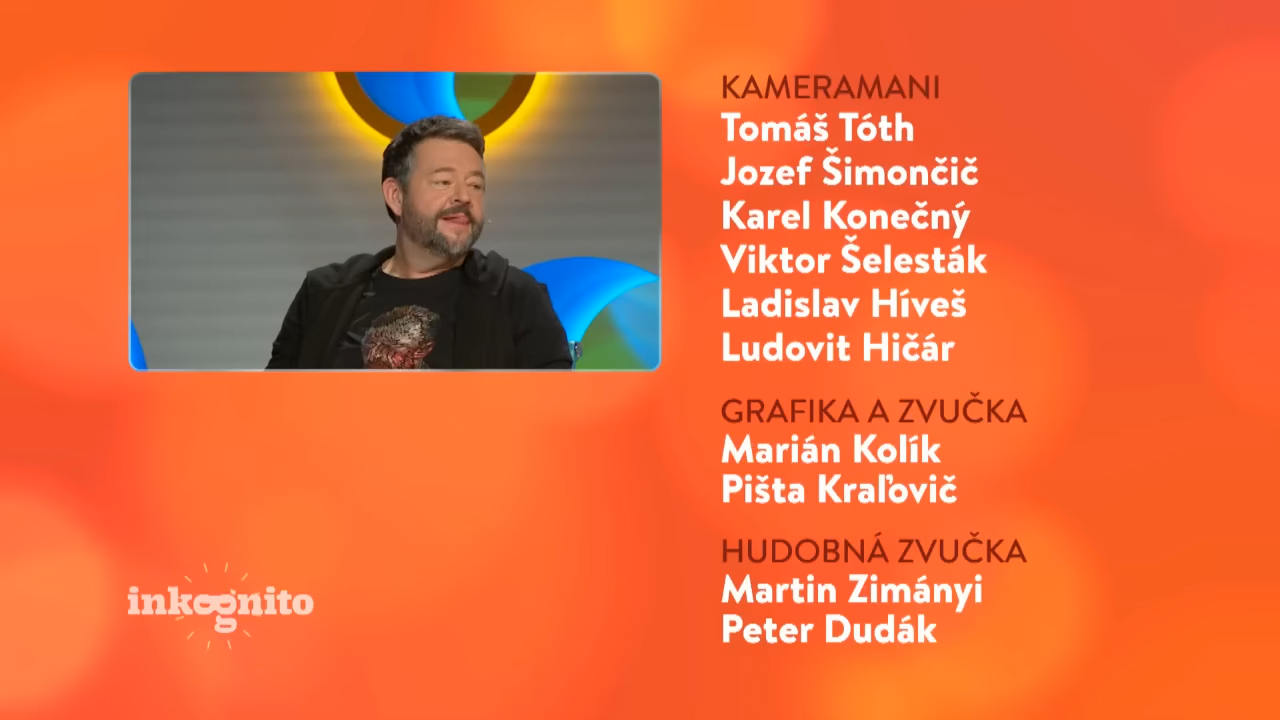 KAMERAMANI
Tomáš Tóth
Jozef Šimončič
Karel Konečný
Viktor Šelesták
Ladislav Híveš
Ludovit Hičár
GRAFIKA A ZVUČKA
Marián Kolík
Pišta Kraľovič
HUDOBNÁ ZVUČKA
Martin Zimányi
Peter Dudák
inkognito